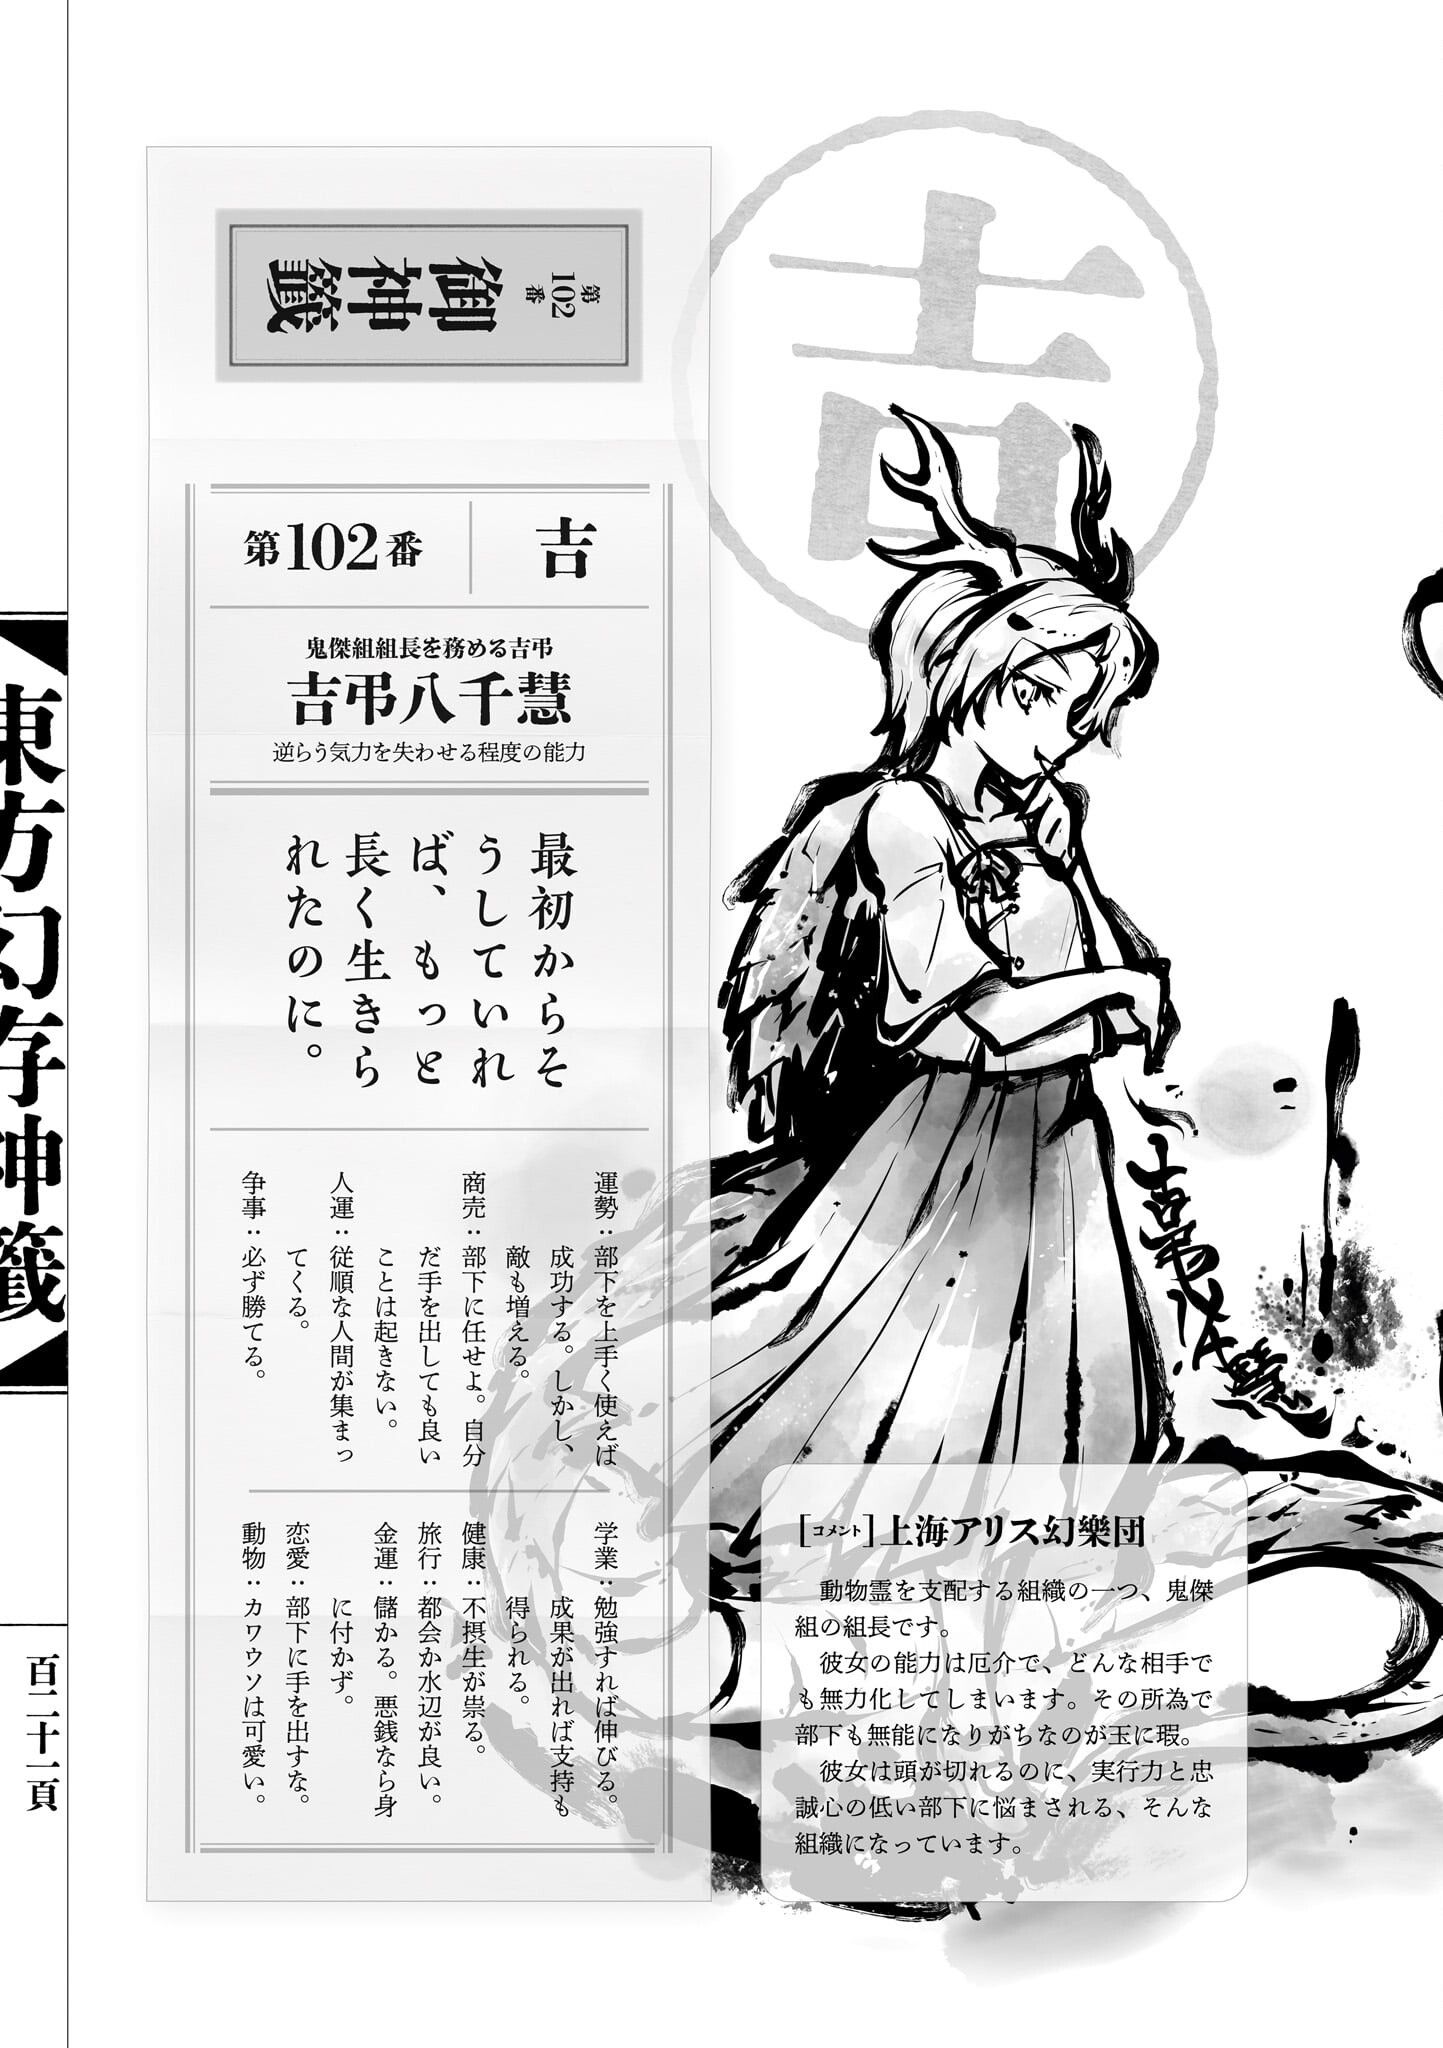 吉
御神籤
第102番
第102番
吉
鬼傑組組長を務める吉弔
吉弔八千慧
逆らう気力を失わせる程度の能力
最初からそ
うしていれ
ば、もっと
長く生きら
れたのに。
運勢：部下を上手く使えば
成功する。しかし、
敵も増える。
商売：部下に任せよ。自分
だ手を出しても良い
ことは起きない。
人運：従順な人間が集まっ
てくる。
争事：必ず勝てる。
学業：勉強すれば伸びる。
成果が出れば支持も
得られる。
健康：不摂生が祟る。
旅行：都会か水辺が良い。
金運：儲かる。悪銭なら身
に付かず。
恋愛：部下に手を出すな。
動物：カワウソは可愛い。
吉弔八千慧
［コメント］上海アリス幻樂団
動物霊を支配する組織の一つ、鬼傑
組の組長です。
彼女の能力は厄介で、どんな相手で
も無力化してしまいます。その所為で
部下も無能になりがちなのが玉に瑕。
彼女は頭が切れるのに、実行力と忠
誠心の低い部下に悩まされる、そんな
組織になっています。
東方幻存神籤
百二十一頁